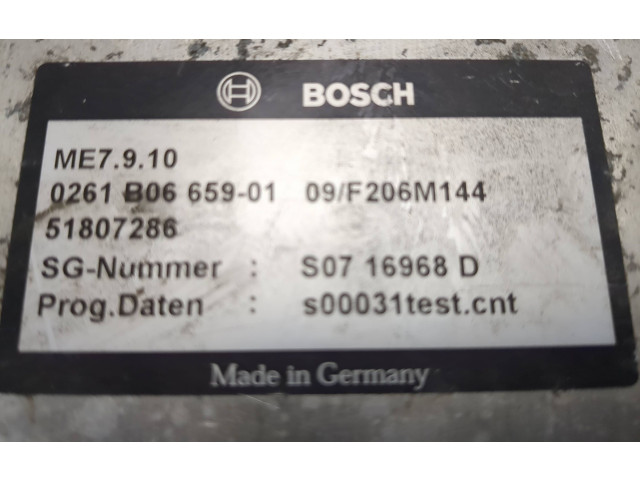 BOSCH
ME7.9.10
0261 B06 659-01 09/F206M144
51807286
SG-Nummer : S07 16968 D
Prog.Daten : s00031test.cnt
Made in Germany